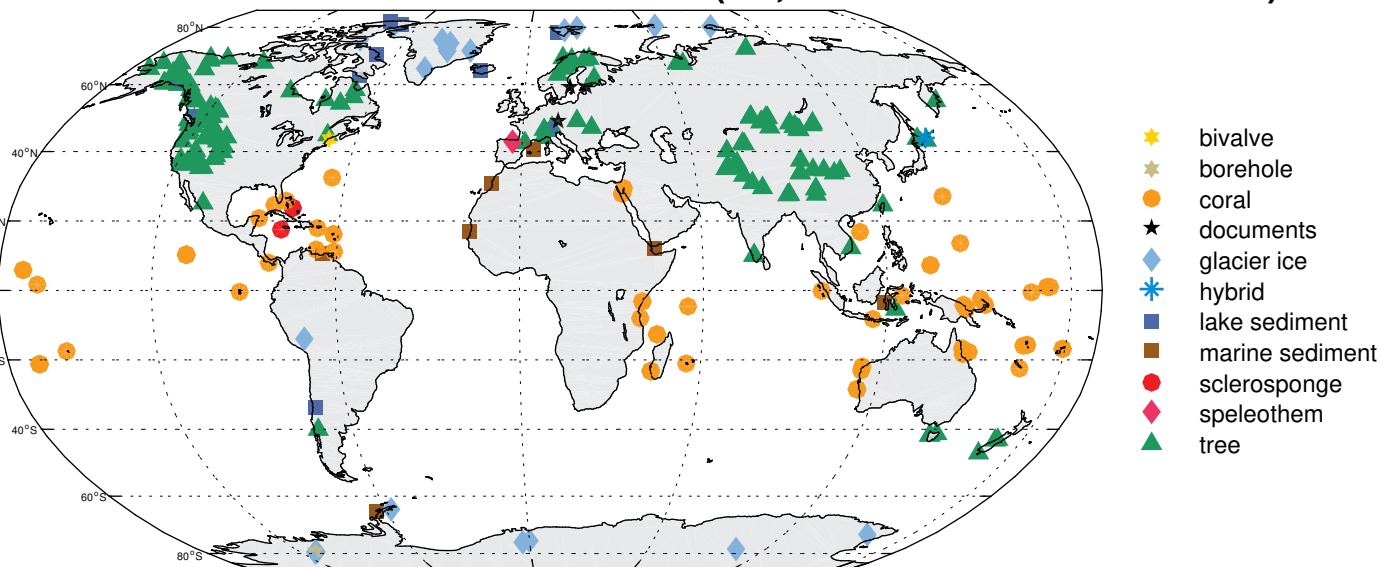 80°N
60°N
40°N
N
S
40°S
60°S
80°S
bivalve
borehole
coral
documents
glacier ice
hybrid
lake sediment
marine sediment
sclerosponge
speleothem
tree